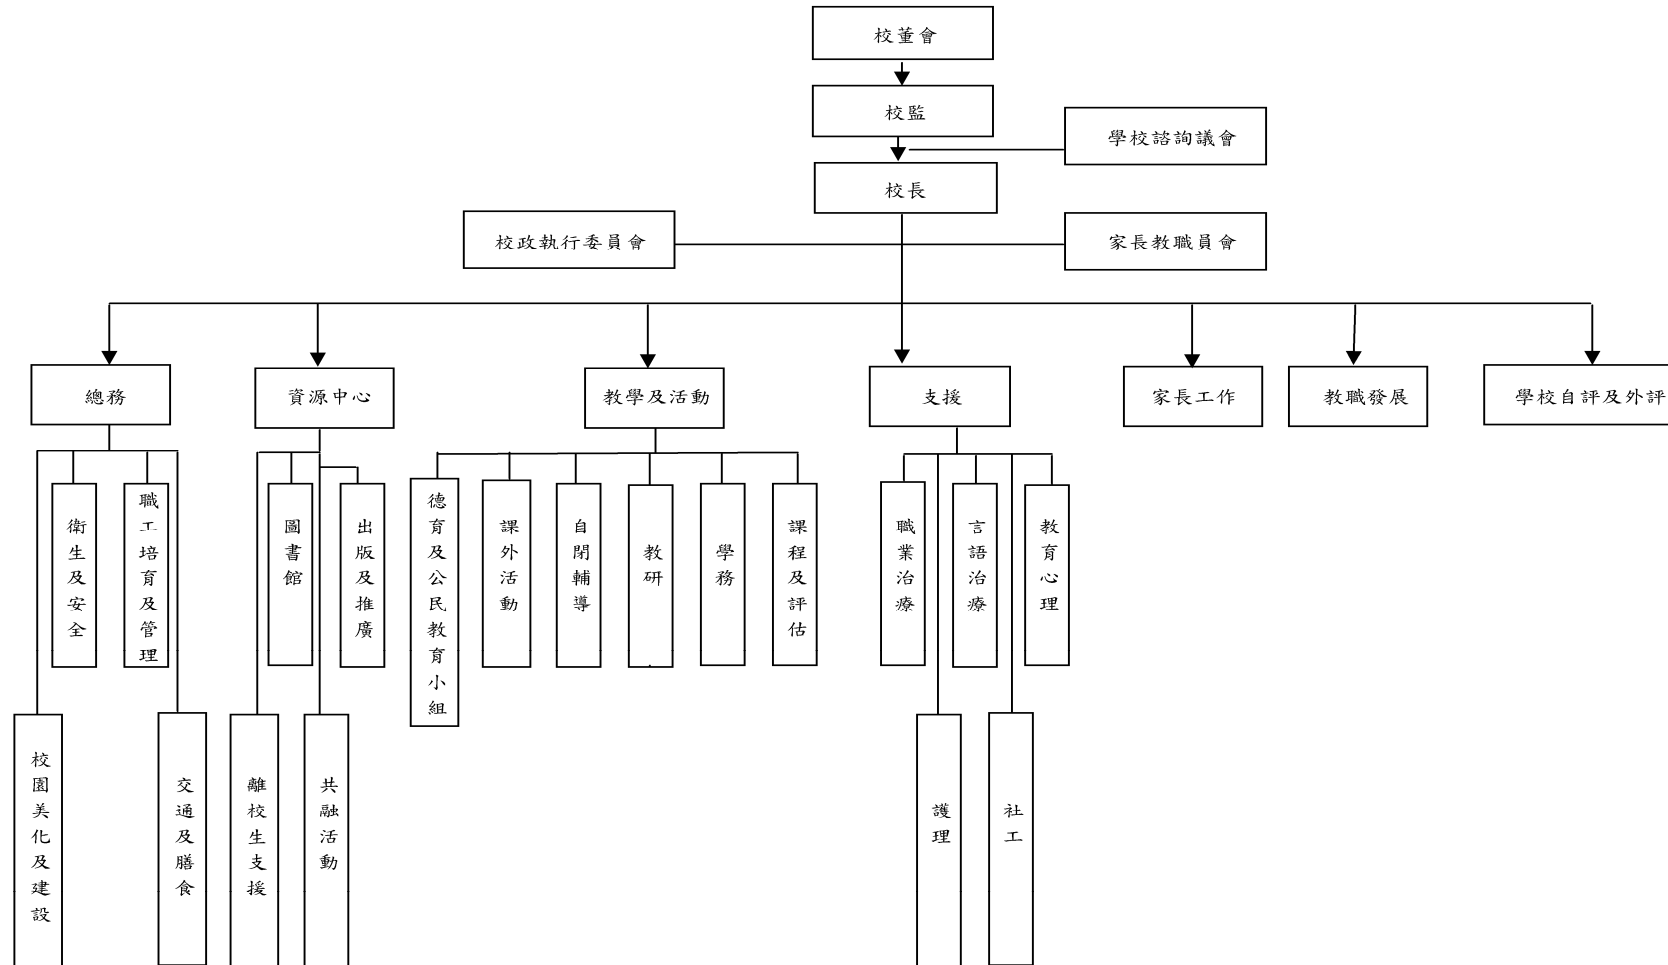 校董會
校監
學校諮詢議會
校長
校政執行委員會
家長教職員會
總務
資源中心
教學及活動
支援
家長工作
教職發展
學校自評及外評
衛生及安全
職工培育及管理
圖書館
出版及推廣
德育及公民教育小組
課外活動
自閉輔導
教研
學務
課程及評估
職業治療
言語治療
教育心理
校園美化及建設
交通及膳食
離校生支援
共融活動
護理
社工